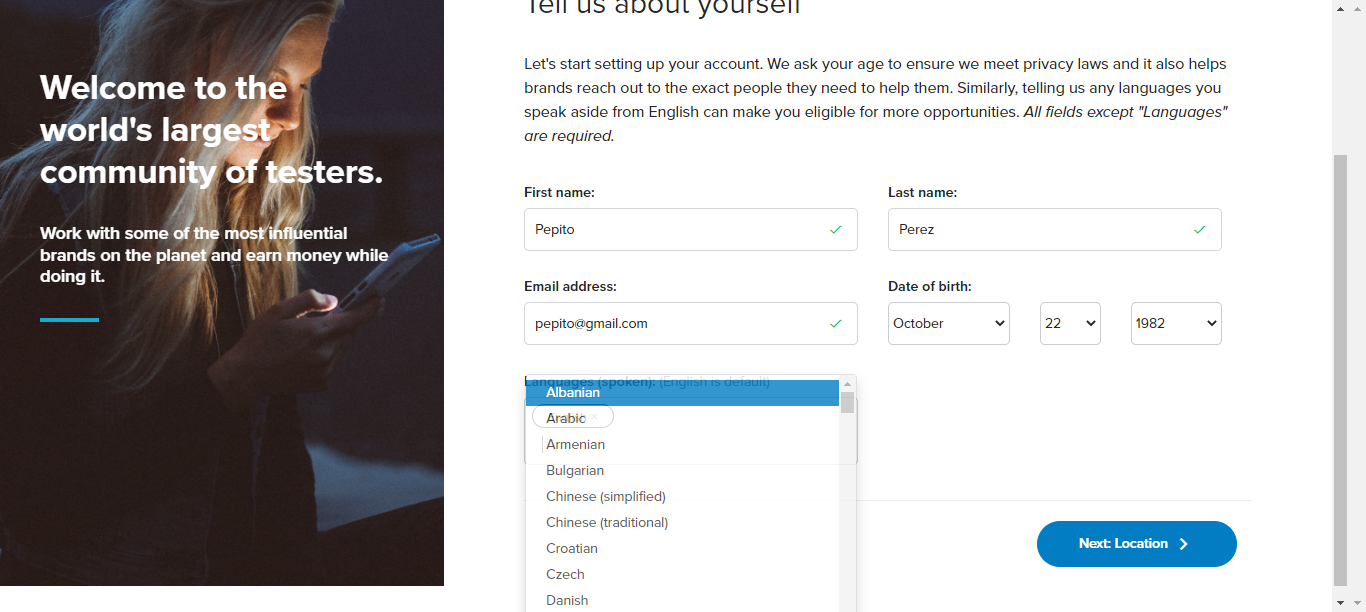 Tell us about yourself
Welcome to the
world's largest
community of testers.
Work with some of the most influential
brands on the planet and earn money while
doing it.
Let's start setting up your account. We ask your age to ensure we meet privacy laws and it also helps
brands reach out to the exact people they need to help them. Similarly, telling us any languages you
speak aside from English can make you eligible for more opportunities. All fields except "Languages"
are required.
First name:
Last name:
Pepito
Perez
Email address:
Date of birth:
pepito@gmail.com
October
22
1982
Languages (spoken): (English is default)
Albanian
Arabic
Armenian
Bulgarian
Chinese (simplified)
Chinese (traditional)
Croatian
Czech
Danish
Next: Location